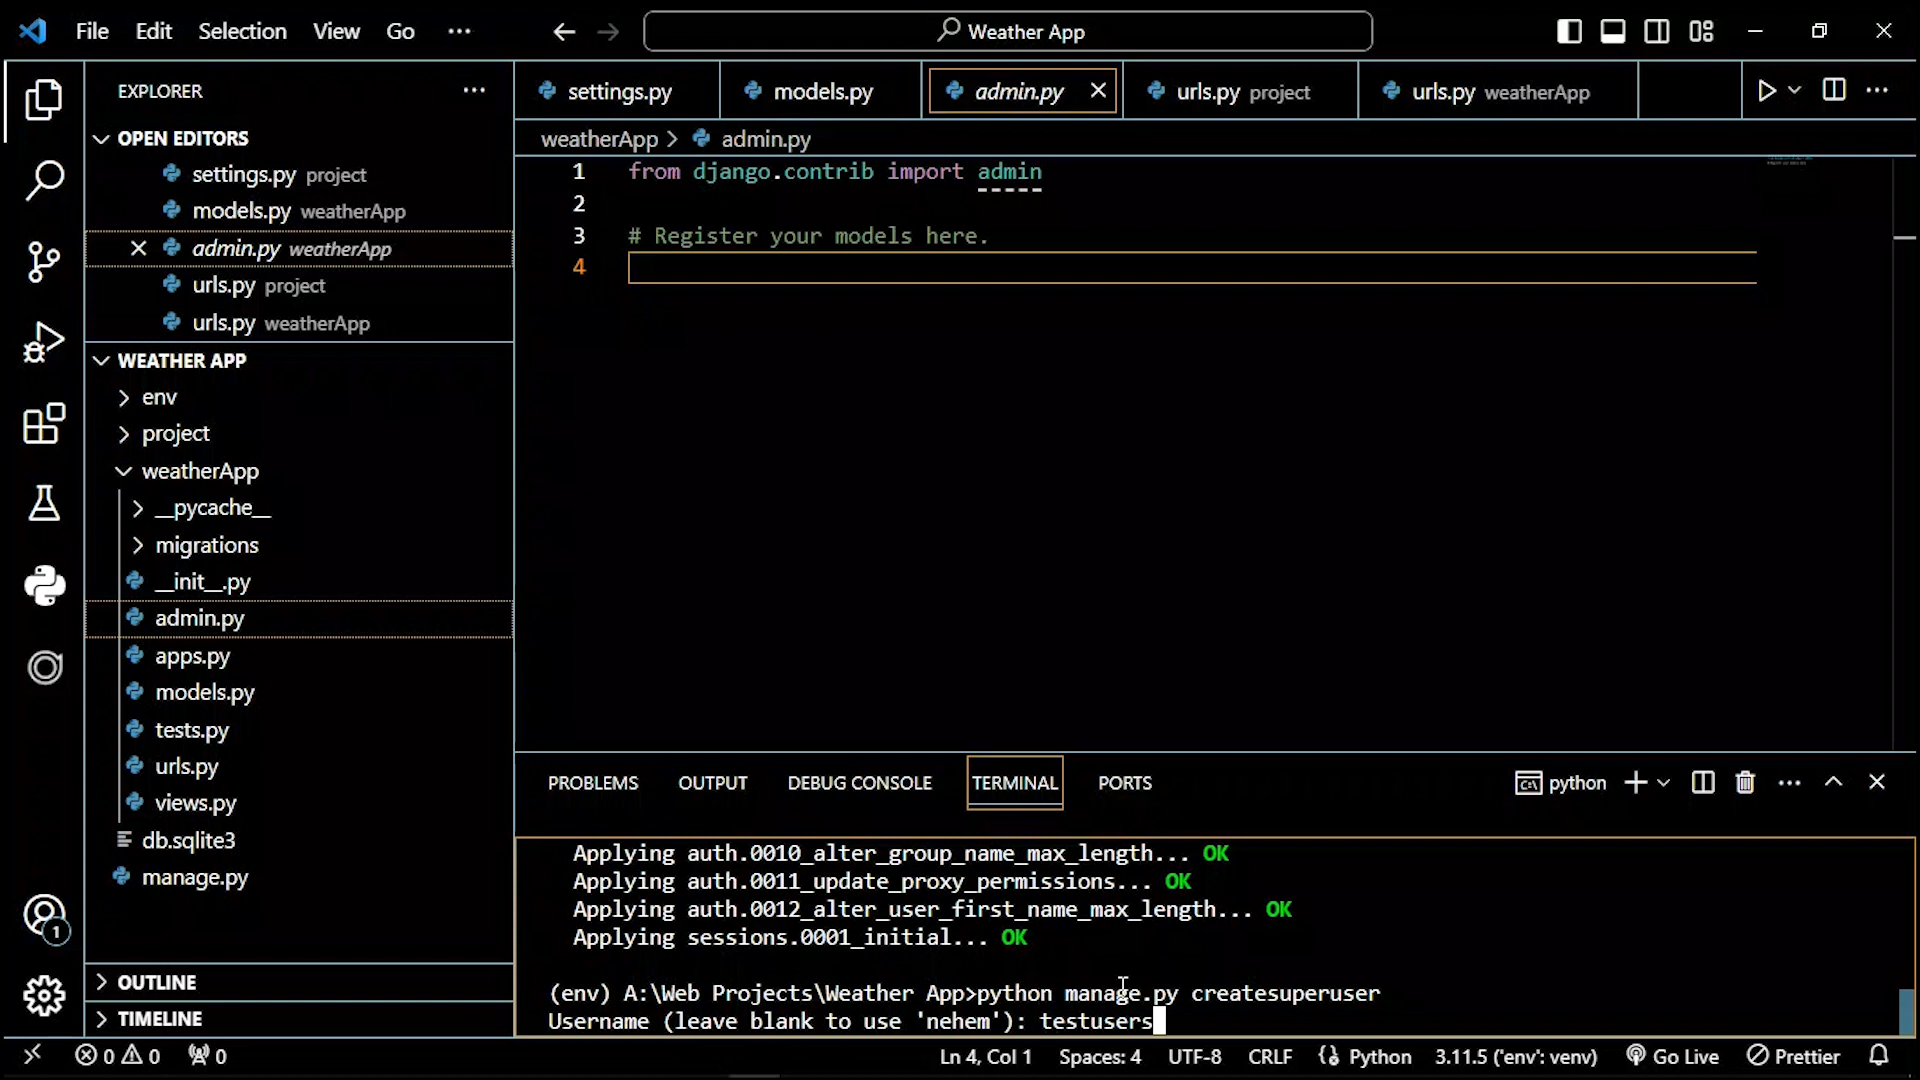 File Edit Selection View Go ··· Weather App
EXPLORER ···
OPEN EDITORS
settings.py project
models.py weatherApp
admin.py weatherApp
urls.py project
urls.py weatherApp
WEATHER APP
env
project
weatherApp
__pycache__
migrations
__init__.py
admin.py
apps.py
models.py
tests.py
urls.py
views.py
db.sqlite3
manage.py
OUTLINE
TIMELINE
1
settings.py models.py admin.py urls.py project urls.py weatherApp
weatherApp > admin.py
1 from django.contrib import admin
2
3 # Register your models here.
4
PROBLEMS OUTPUT DEBUG CONSOLE TERMINAL PORTS python
Applying auth.0010_alter_group_name_max_length... OK
Applying auth.0011_update_proxy_permissions... OK
Applying auth.0012_alter_user_first_name_max_length... OK
Applying sessions.0001_initial... OK
(env) A:\Web Projects\Weather App>python manage.py createsuperuser
Username (leave blank to use 'nehem'): testusers
0 0 0 Ln 4, Col 1 Spaces: 4 UTF-8 CRLF Python 3.11.5 ('env': venv) Go Live Prettier